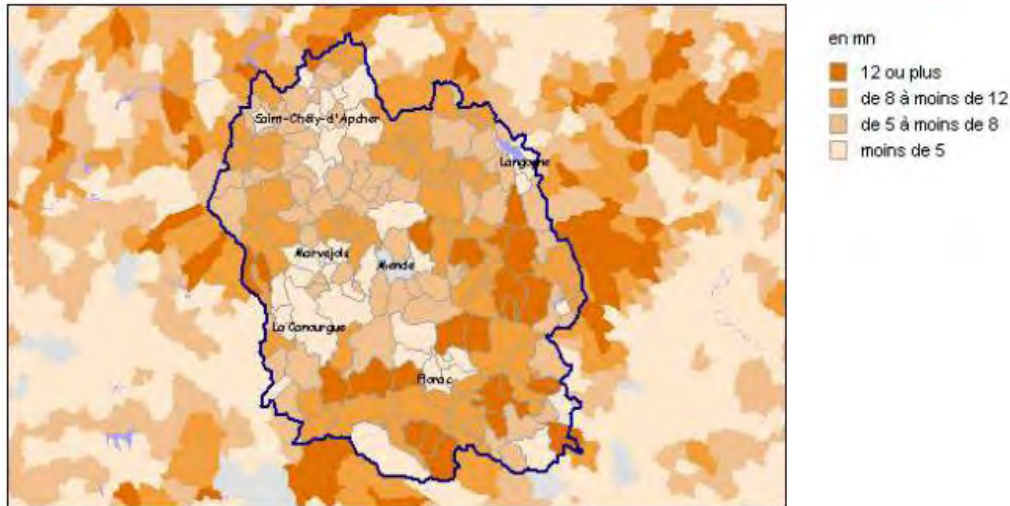 en mn
12 ou plus
de 8 à moins de 12
de 5 à moins de 8
moins de 5
Saint-Chély-d'Apcher
Langogne
Marvejols
Mende
La Canourgue
Florac